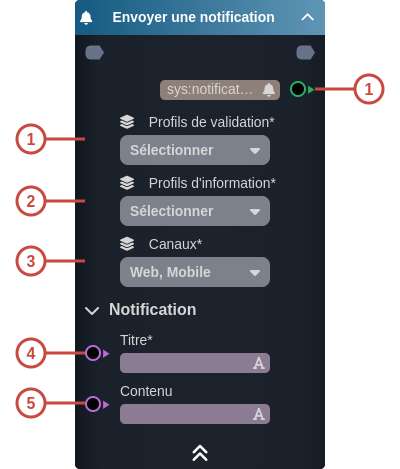 Envoyer une notification
sys:notificat... 1
Profils de validation*
1 Sélectionner
Profils d'information*
2 Sélectionner
Canaux*
3 Web, Mobile
Notification
Titre*
4 A
Contenu
5 A